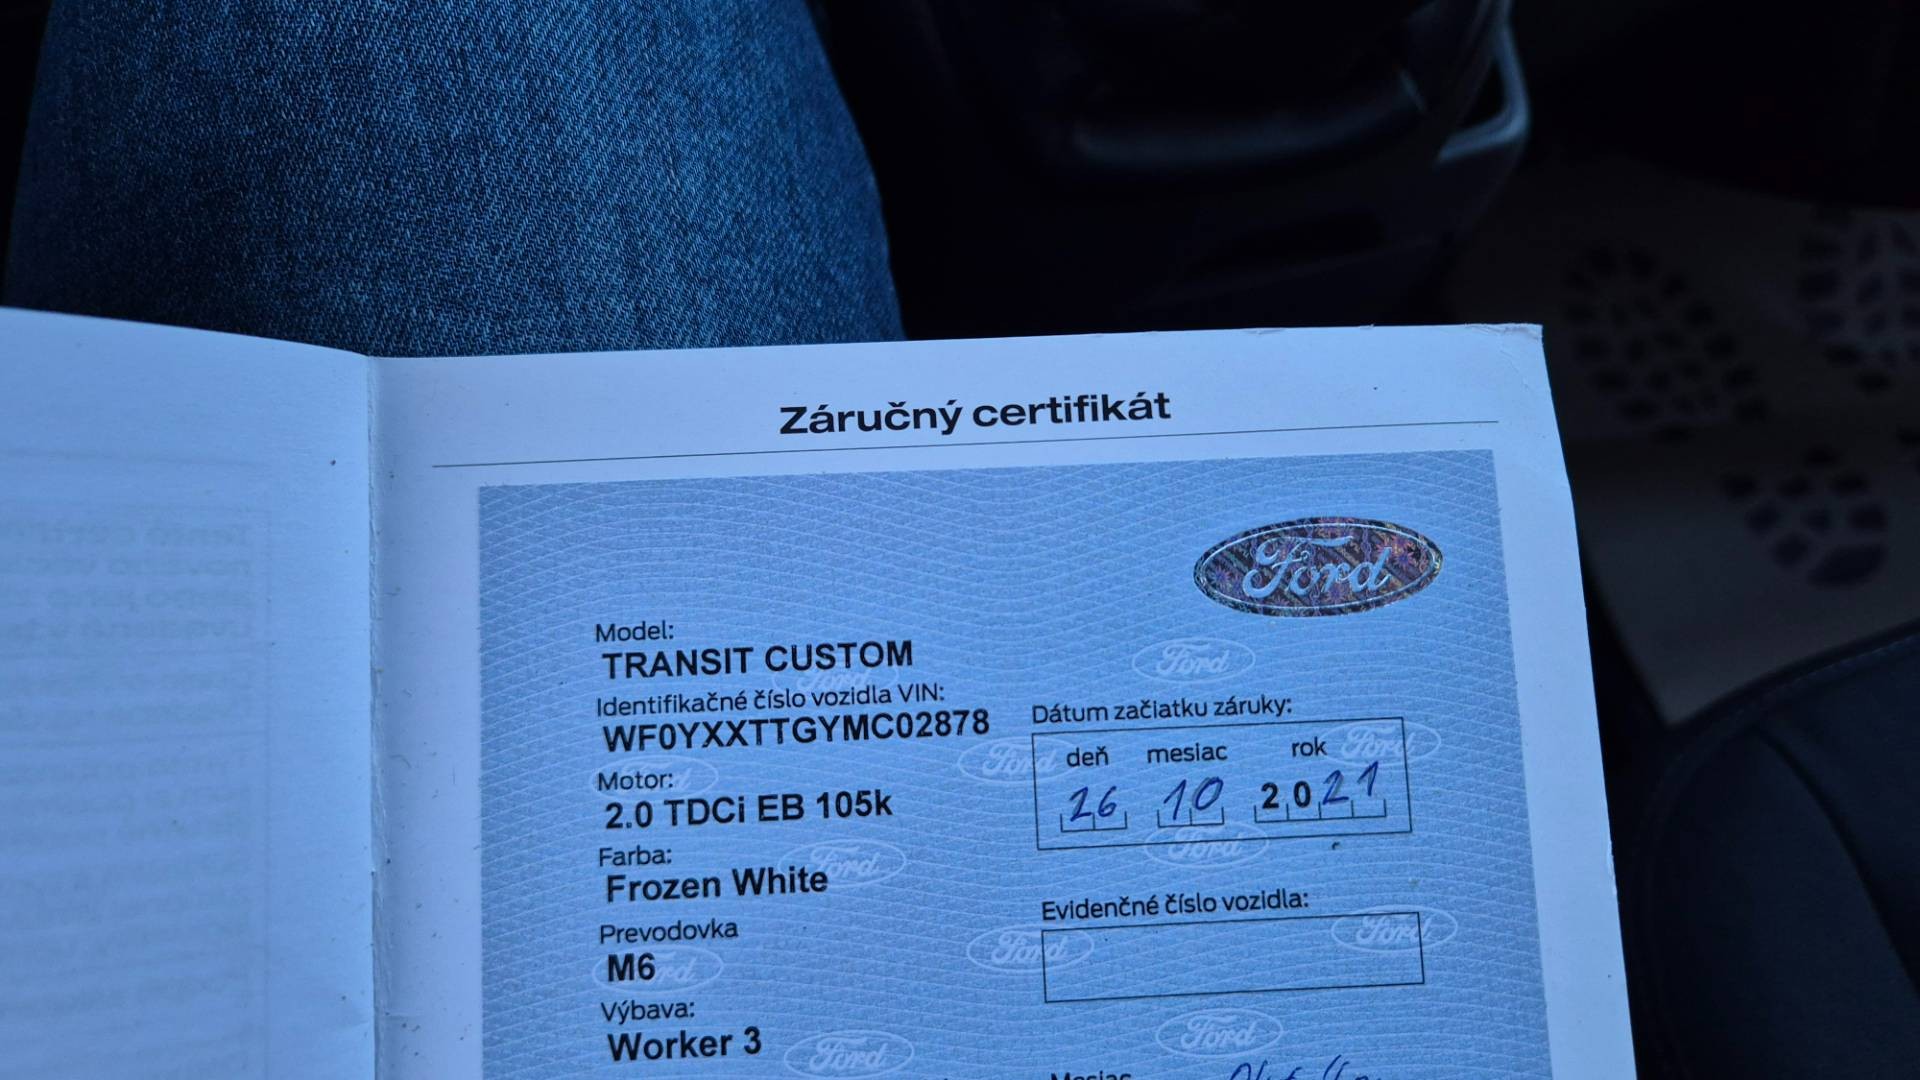 Záručný certifikát
Ford
Model:
TRANSIT CUSTOM
Identifikačné číslo vozidla VIN:
WF0YXXTTGYMC02878
Motor:
2.0 TDCi EB 105k
Farba:
Frozen White
Prevodovka
M6
Výbava:
Worker 3
Dátum začiatku záruky:
deň mesiac rok
26 10 2021
Evidenčné číslo vozidla: